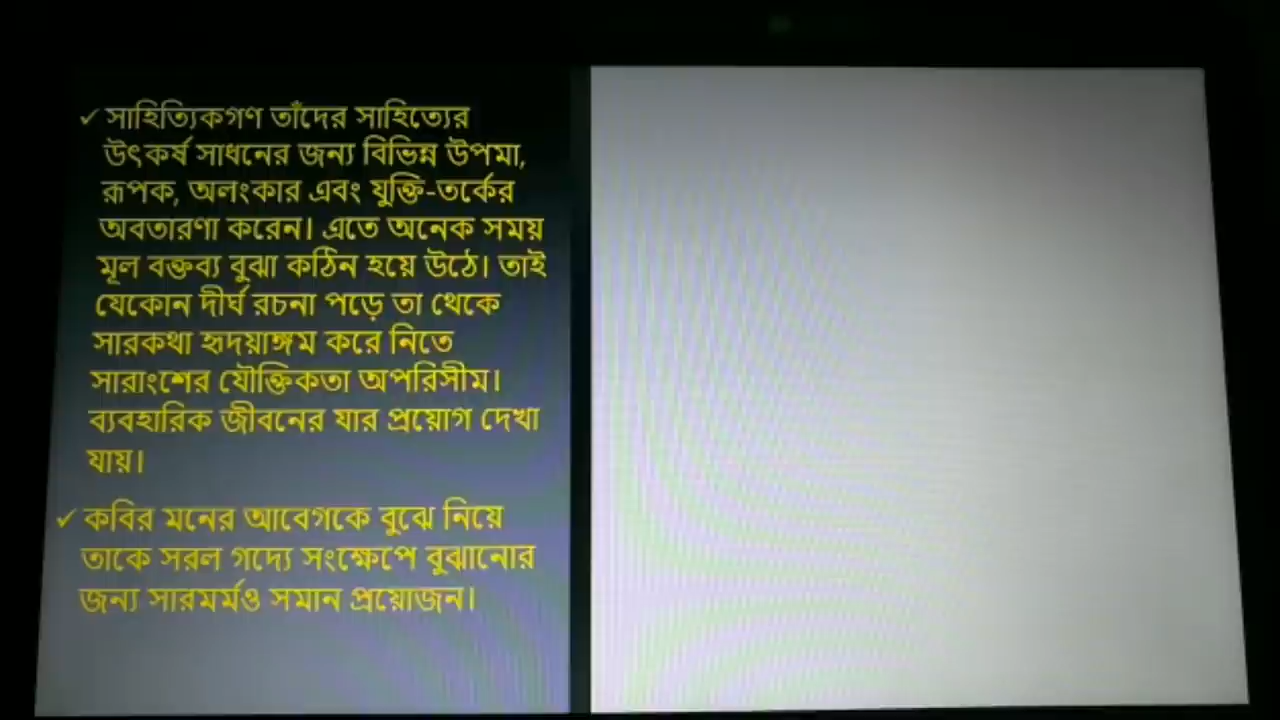 ✓ সাহিত্যিকগণ তাঁদের সাহিত্যের
উৎকর্ষ সাধনের জন্য বিভিন্ন উপমা,
রূপক, অলংকার এবং যুক্তি-তর্কের
অবতারণা করেন। এতে অনেক সময়
মূল বক্তব্য বুঝা কঠিন হয়ে উঠে। তাই
যেকোন দীর্ঘ রচনা পড়ে তা থেকে
সারকথা হৃদয়াঙ্গম করে নিতে
সারাংশের যৌক্তিকতা অপরিসীম।
ব্যবহারিক জীবনের যার প্রয়োগ দেখা
যায়।
✓ কবির মনের আবেগকে বুঝে নিয়ে
তাকে সরল গদ্যে সংক্ষেপে বুঝানোর
জন্য সারমর্মও সমান প্রয়োজন।